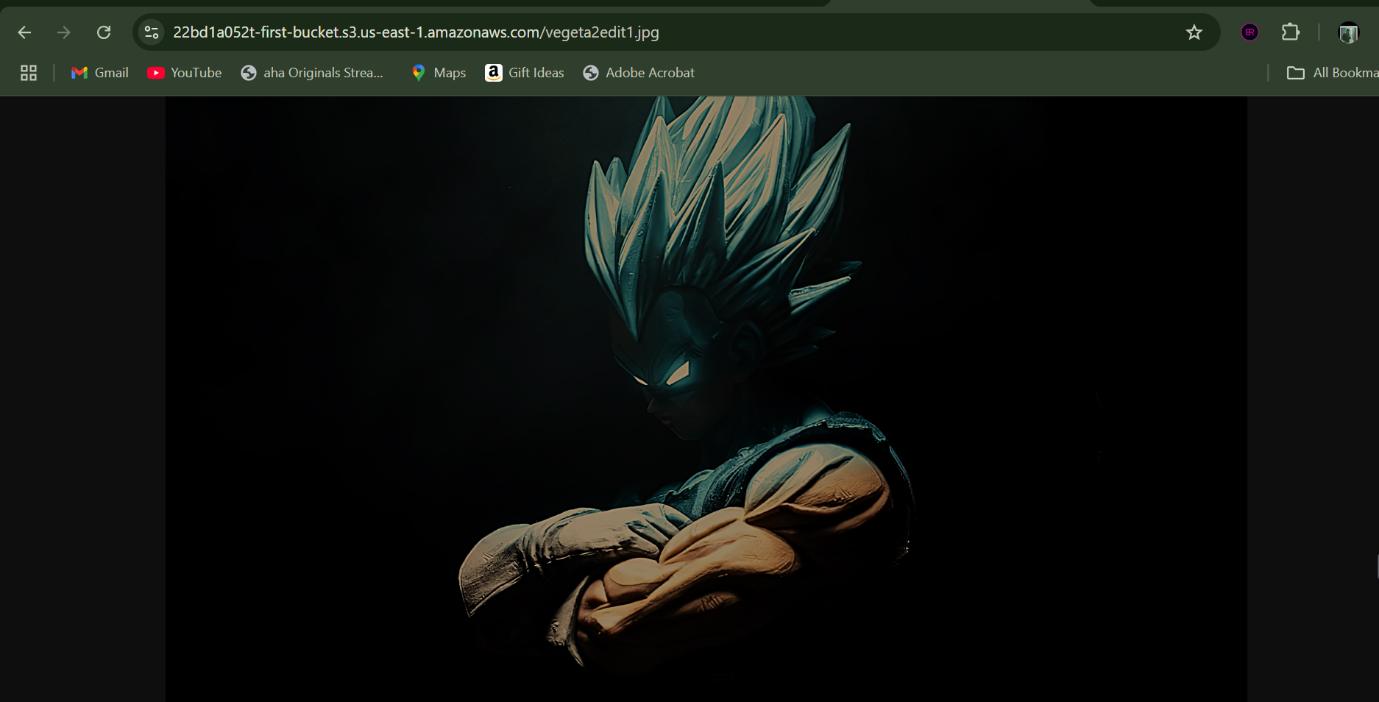 22bd1a052t-first-bucket.s3.us-east-1.amazonaws.com/vegeta2edit1.jpg
Gmail YouTube aha Originals Strea... Maps Gift Ideas Adobe Acrobat All Bookma